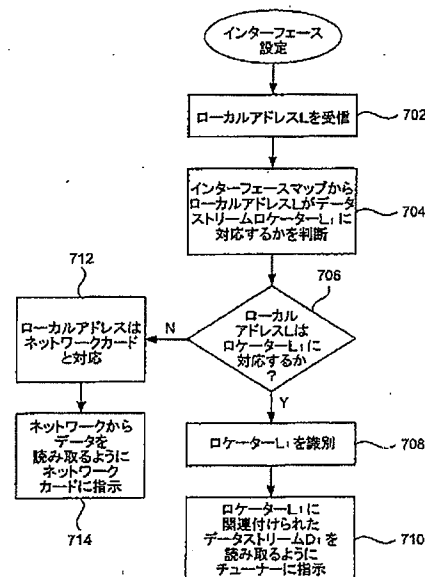 インターフェース
設定
ローカルアドレスLを受信
702
インターフェースマップから
ローカルアドレスLがデータ
ストリームロケーターL1に
対応するかを判断
704
706
ローカル
アドレスLは
ロケーターL1に
対応するか
?
N
Y
712
ローカルアドレスは
ネットワークカード
と対応
ネットワークから
データを
読み取るように
ネットワーク
カードに指示
714
ロケーターL1を識別
708
ロケーターL1に
関連付けられた
データストリームD1を
読み取るように
チューナーに指示
710